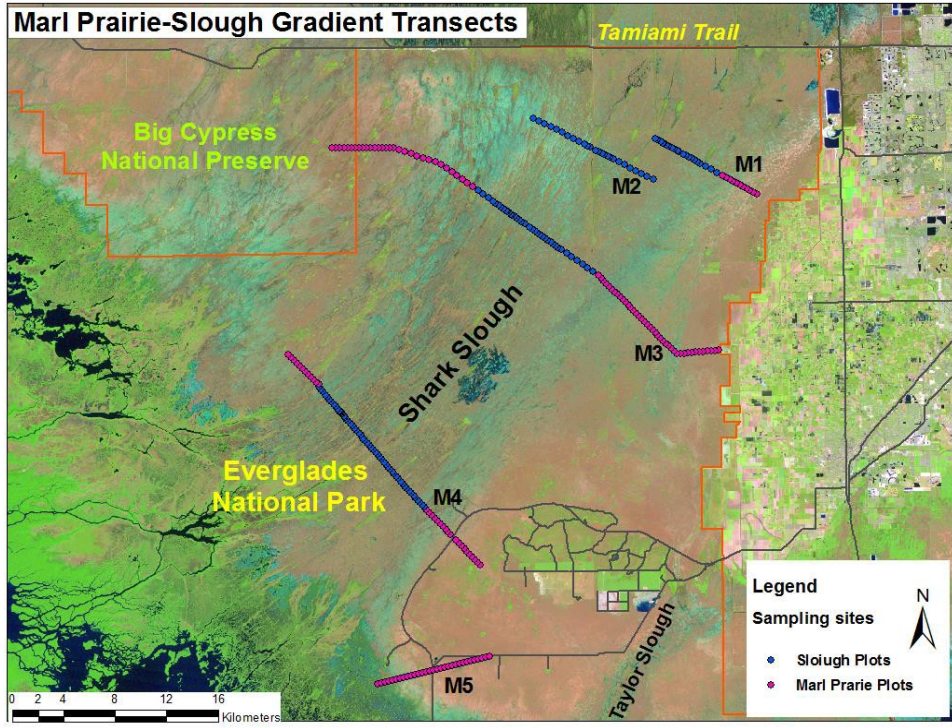 Marl Prairie-Slough Gradient Transects
Tamiami Trail
Big Cypress
National Preserve
M1
M2
M3
Shark Slough
Everglades
National Park
M4
M5
Taylor Slough
Legend
Sampling sites
N
Sloiugh Plots
Marl Prarie Plots
0 2 4 8 12 16
Kilometers